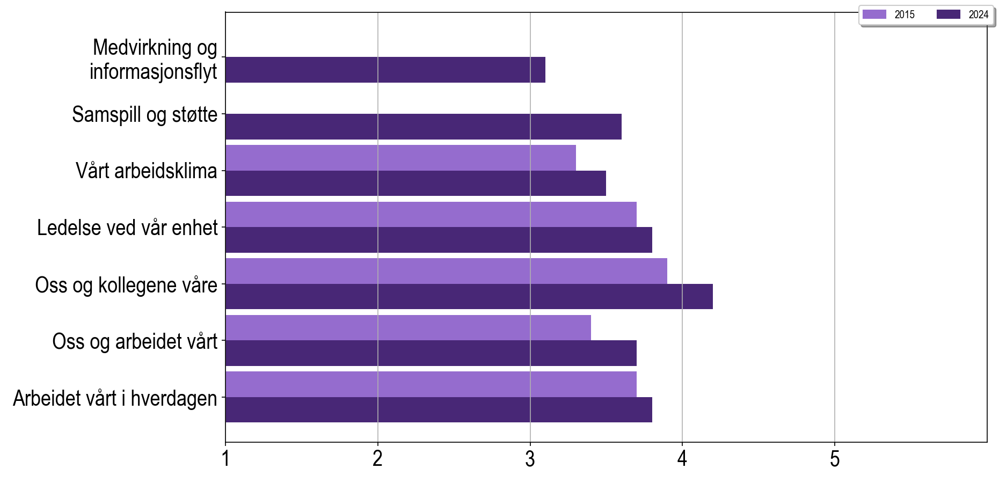 2015 2024
Medvirkning og
informasjonsflyt
Samspill og støtte
Vårt arbeidsklima
Ledelse ved vår enhet
Oss og kollegene våre
Oss og arbeidet vårt
Arbeidet vårt i hverdagen
1 2 3 4 5